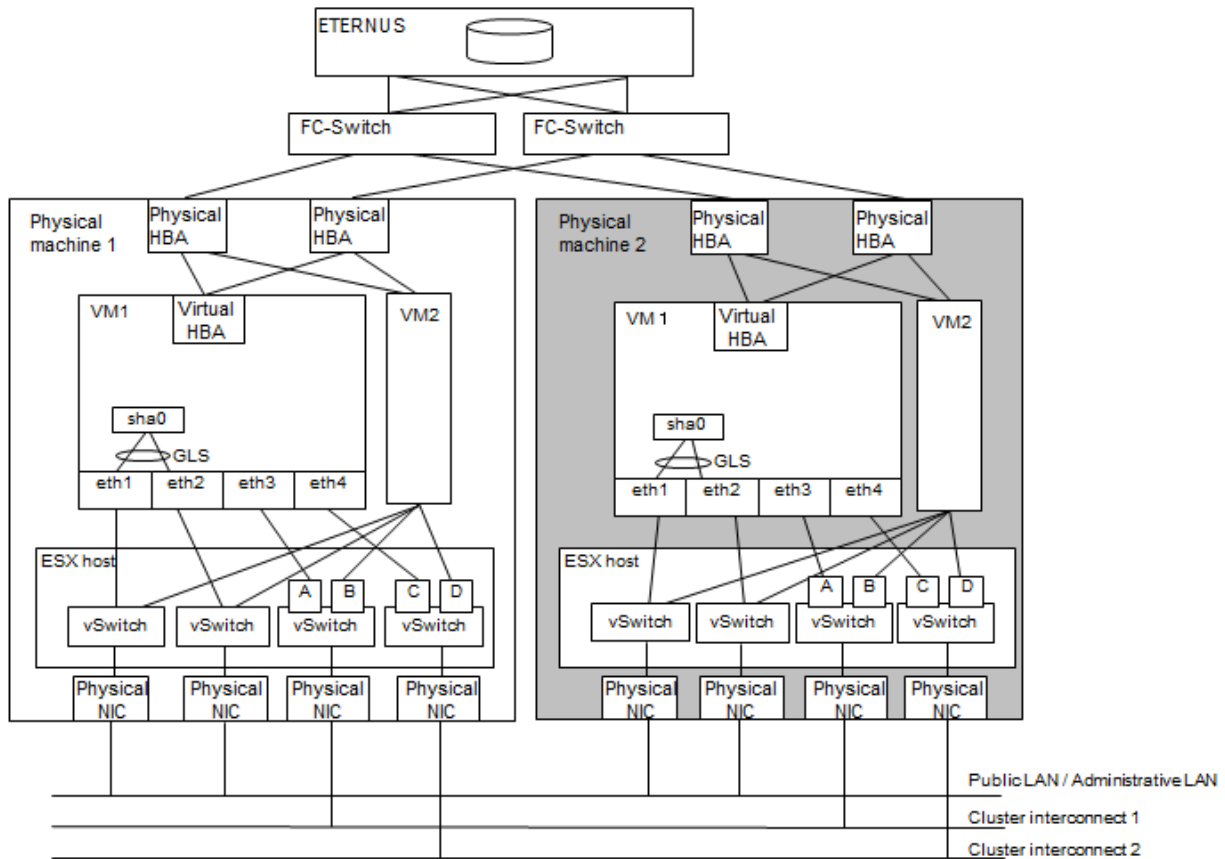 ETERNUS
FC-Switch
FC-Switch
Physical
machine 1
Physical
HBA
Physical
HBA
VM1
Virtual
HBA
VM2
sha0
GLS
eth1
eth2
eth3
eth4
ESX host
A
B
C
D
vSwitch
vSwitch
vSwitch
vSwitch
Physical
NIC
Physical
NIC
Physical
NIC
Physical
NIC
Physical
machine 2
Physical
HBA
Physical
HBA
VM 1
Virtual
HBA
VM2
sha0
GLS
eth1
eth2
eth3
eth4
ESX host
A
B
C
D
vSwitch
vSwitch
vSwitch
vSwitch
Physical
NIC
Physical
NIC
Physical
NIC
Physical
NIC
Public LAN / Administrative LAN
Cluster interconnect 1
Cluster interconnect 2